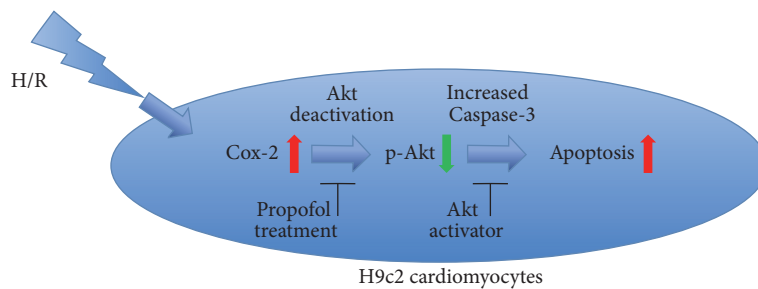 H/R
Akt
deactivation
Increased
Caspase-3
Cox-2
p-Akt
Apoptosis
Propofol
treatment
Akt
activator
H9c2 cardiomyocytes